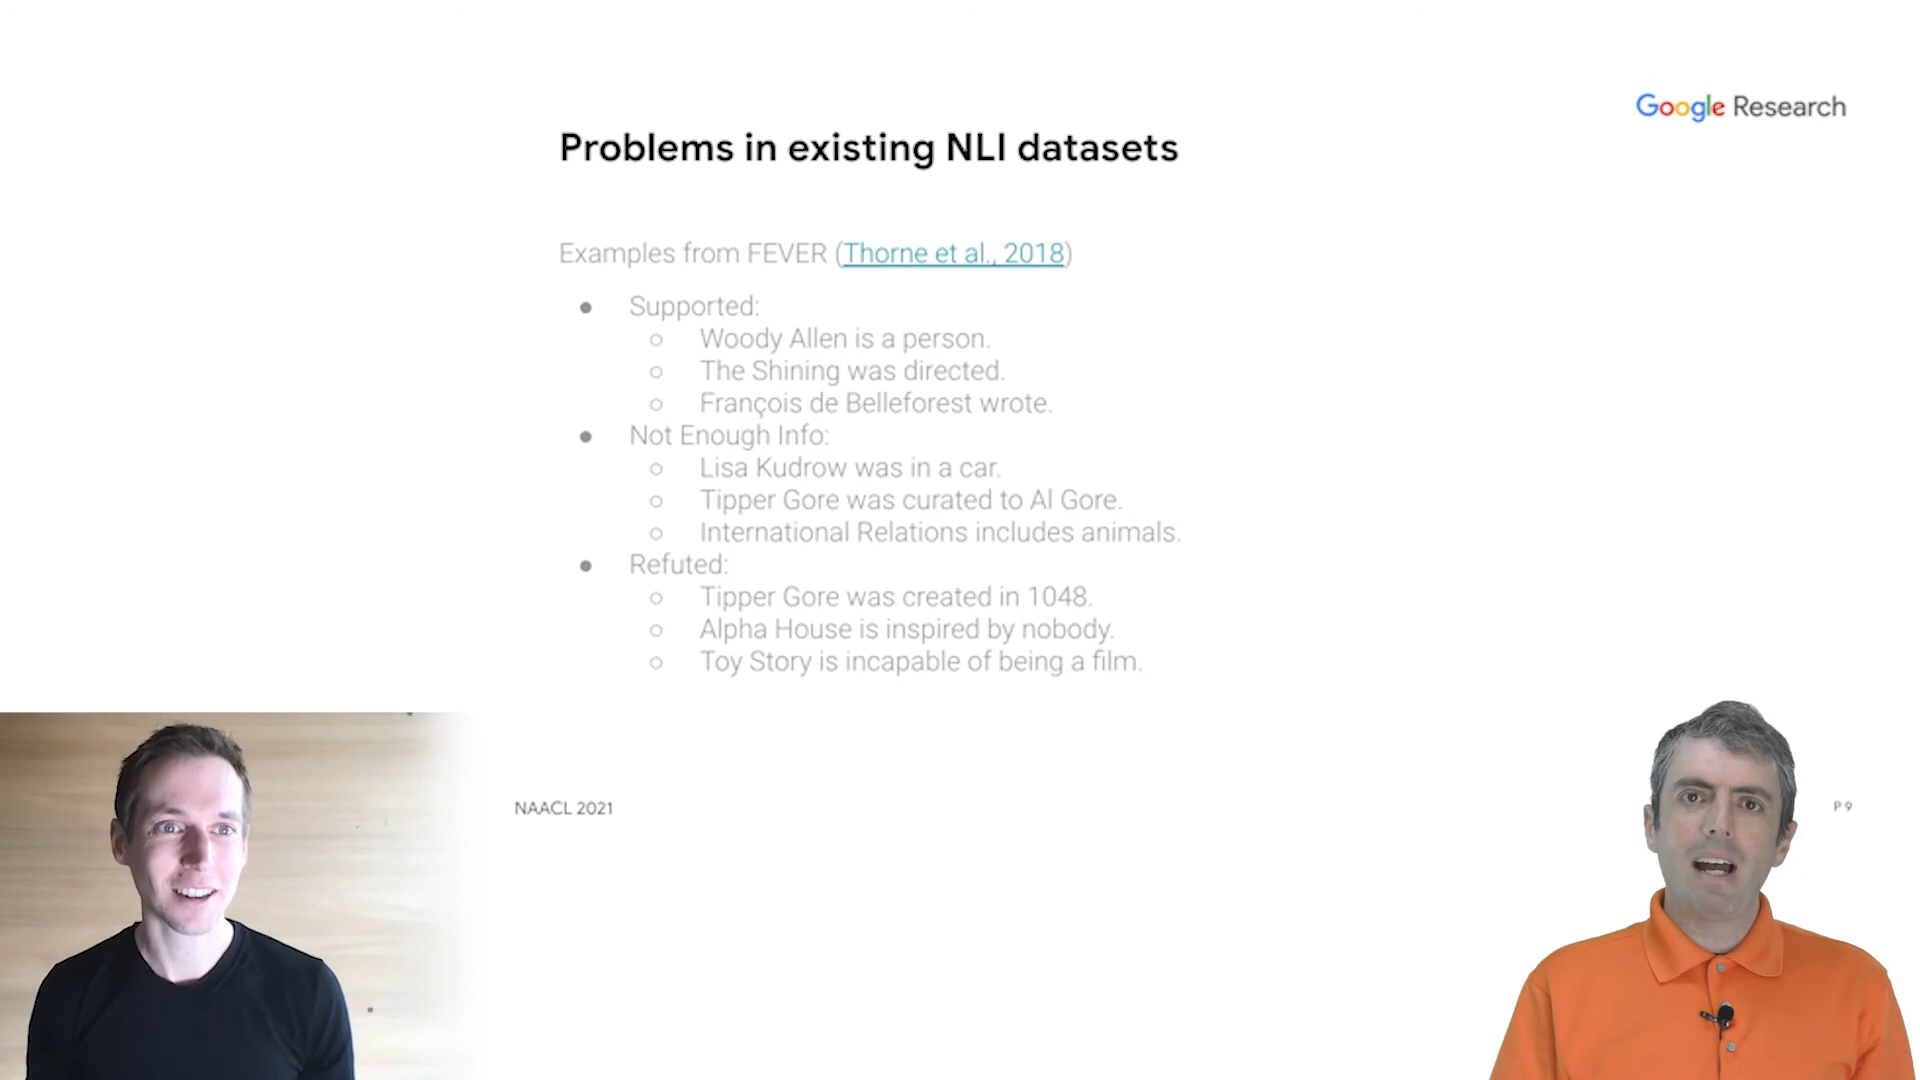 Google Research
Problems in existing NLI datasets
Examples from FEVER (Thorne et al., 2018)
● Supported:
○ Woody Allen is a person.
○ The Shining was directed.
○ François de Belleforest wrote.
● Not Enough Info:
○ Lisa Kudrow was in a car.
○ Tipper Gore was curated to Al Gore.
○ International Relations includes animals.
● Refuted:
○ Tipper Gore was created in 1048.
○ Alpha House is inspired by nobody.
○ Toy Story is incapable of being a film.
NAACL 2021
P 9